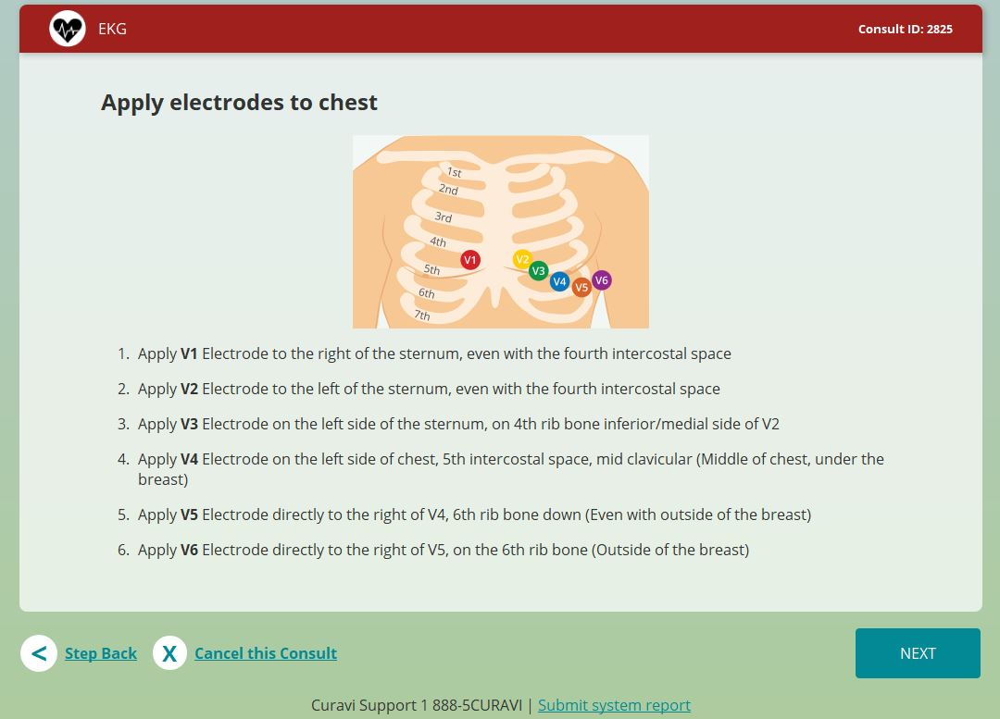 EKG
Consult ID: 2825
Apply electrodes to chest
1st
2nd
3rd
4th
5th
6th
7th
V1
V2
V3
V4
V5
V6
1. Apply V1 Electrode to the right of the sternum, even with the fourth intercostal space
2. Apply V2 Electrode to the left of the sternum, even with the fourth intercostal space
3. Apply V3 Electrode on the left side of the sternum, on 4th rib bone inferior/medial side of V2
4. Apply V4 Electrode on the left side of chest, 5th intercostal space, mid clavicular (Middle of chest, under the
breast)
5. Apply V5 Electrode directly to the right of V4, 6th rib bone down (Even with outside of the breast)
6. Apply V6 Electrode directly to the right of V5, on the 6th rib bone (Outside of the breast)
< Step Back
X Cancel this Consult
NEXT
Curavi Support 1 888-5CURAVI | Submit system report